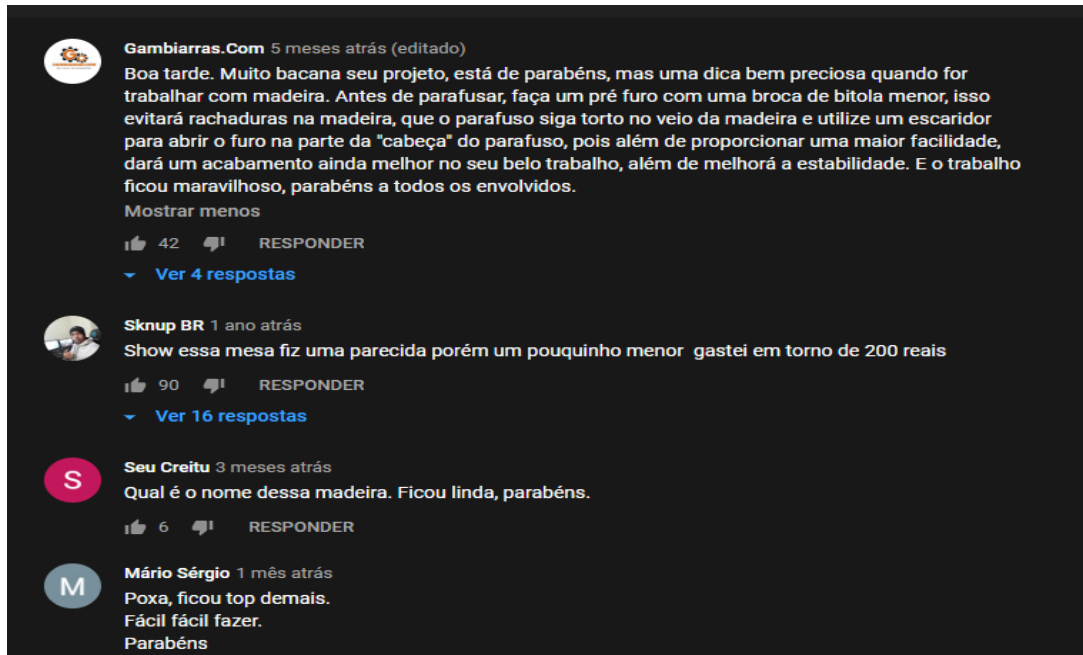 Gambiarras.Com 5 meses atrás (editado)
Boa tarde. Muito bacana seu projeto, está de parabéns, mas uma dica bem preciosa quando for
trabalhar com madeira. Antes de parafusar, faça um pré furo com uma broca de bitola menor, isso
evitará rachaduras na madeira, que o parafuso siga torto no veio da madeira e utilize um escaridor
para abrir o furo na parte da "cabeça" do parafuso, pois além de proporcionar uma maior facilidade,
dará um acabamento ainda melhor no seu belo trabalho, além de melhorá a estabilidade. E o trabalho
ficou maravilhoso, parabéns a todos os envolvidos.
Mostrar menos
42 RESPONDER
Ver 4 respostas
Sknup BR 1 ano atrás
Show essa mesa fiz uma parecida porém um pouquinho menor gastei em torno de 200 reais
90 RESPONDER
Ver 16 respostas
S
Seu Creitu 3 meses atrás
Qual é o nome dessa madeira. Ficou linda, parabéns.
6 RESPONDER
M
Mário Sérgio 1 mês atrás
Poxa, ficou top demais.
Fácil fácil fazer.
Parabéns